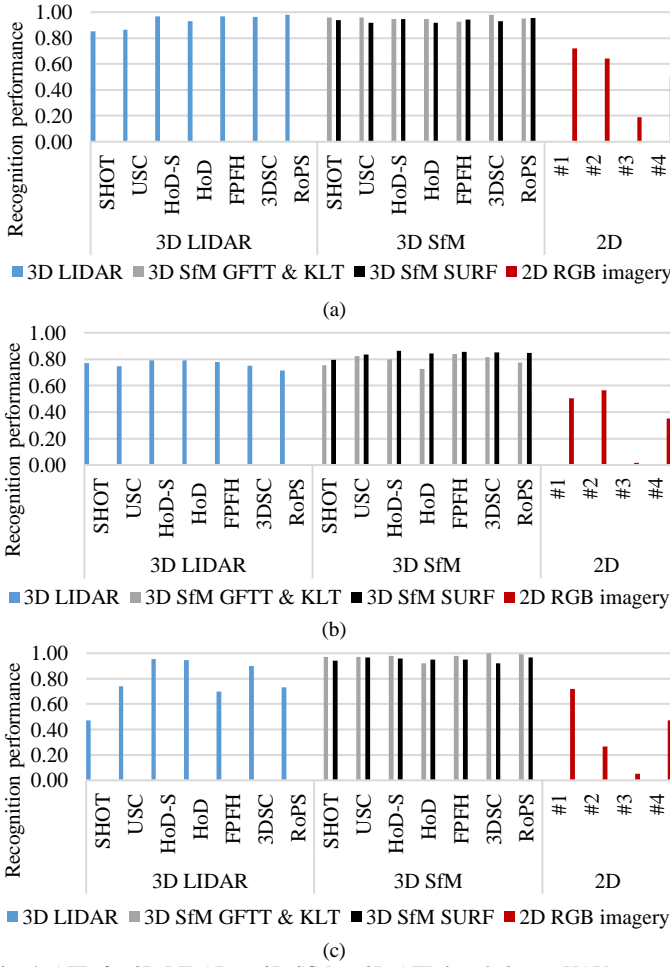 Recognition performance
1.00
0.80
0.60
0.40
0.20
0.00
SHOT USC HoD-S HoD FPFH 3DSC RoPS SHOT USC HoD-S HoD FPFH 3DSC RoPS #1 #2 #3 #4
3D LIDAR 3D SfM 2D
3D LIDAR 3D SfM GFTT & KLT 3D SfM SURF 2D RGB imagery
(a)
Recognition performance
1.00
0.80
0.60
0.40
0.20
0.00
SHOT USC HoD-S HoD FPFH 3DSC RoPS SHOT USC HoD-S HoD FPFH 3DSC RoPS #1 #2 #3 #4
3D LIDAR 3D SfM 2D
3D LIDAR 3D SfM GFTT & KLT 3D SfM SURF 2D RGB imagery
(b)
Recognition performance
1.00
0.80
0.60
0.40
0.20
0.00
SHOT USC HoD-S HoD FPFH 3DSC RoPS SHOT USC HoD-S HoD FPFH 3DSC RoPS #1 #2 #3 #4
3D LIDAR 3D SfM 2D
3D LIDAR 3D SfM GFTT & KLT 3D SfM SURF 2D RGB imagery
(c)